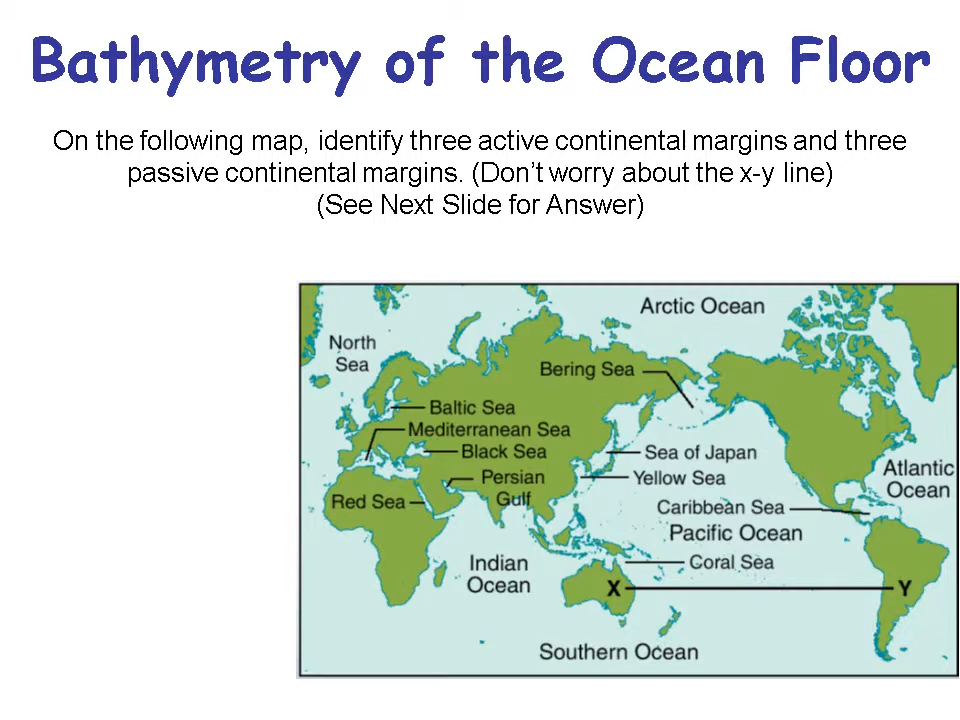 Bathymetry of the Ocean Floor
On the following map, identify three active continental margins and three
passive continental margins. (Don't worry about the x-y line)
(See Next Slide for Answer)
Arctic Ocean
North
Sea
Bering Sea
Baltic Sea
Mediterranean Sea
Black Sea
Sea of Japan
Atlantic
Ocean
Persian
Gulf
Yellow Sea
Red Sea
Caribbean Sea
Pacific Ocean
Indian
Ocean
Coral Sea
X
Y
Southern Ocean